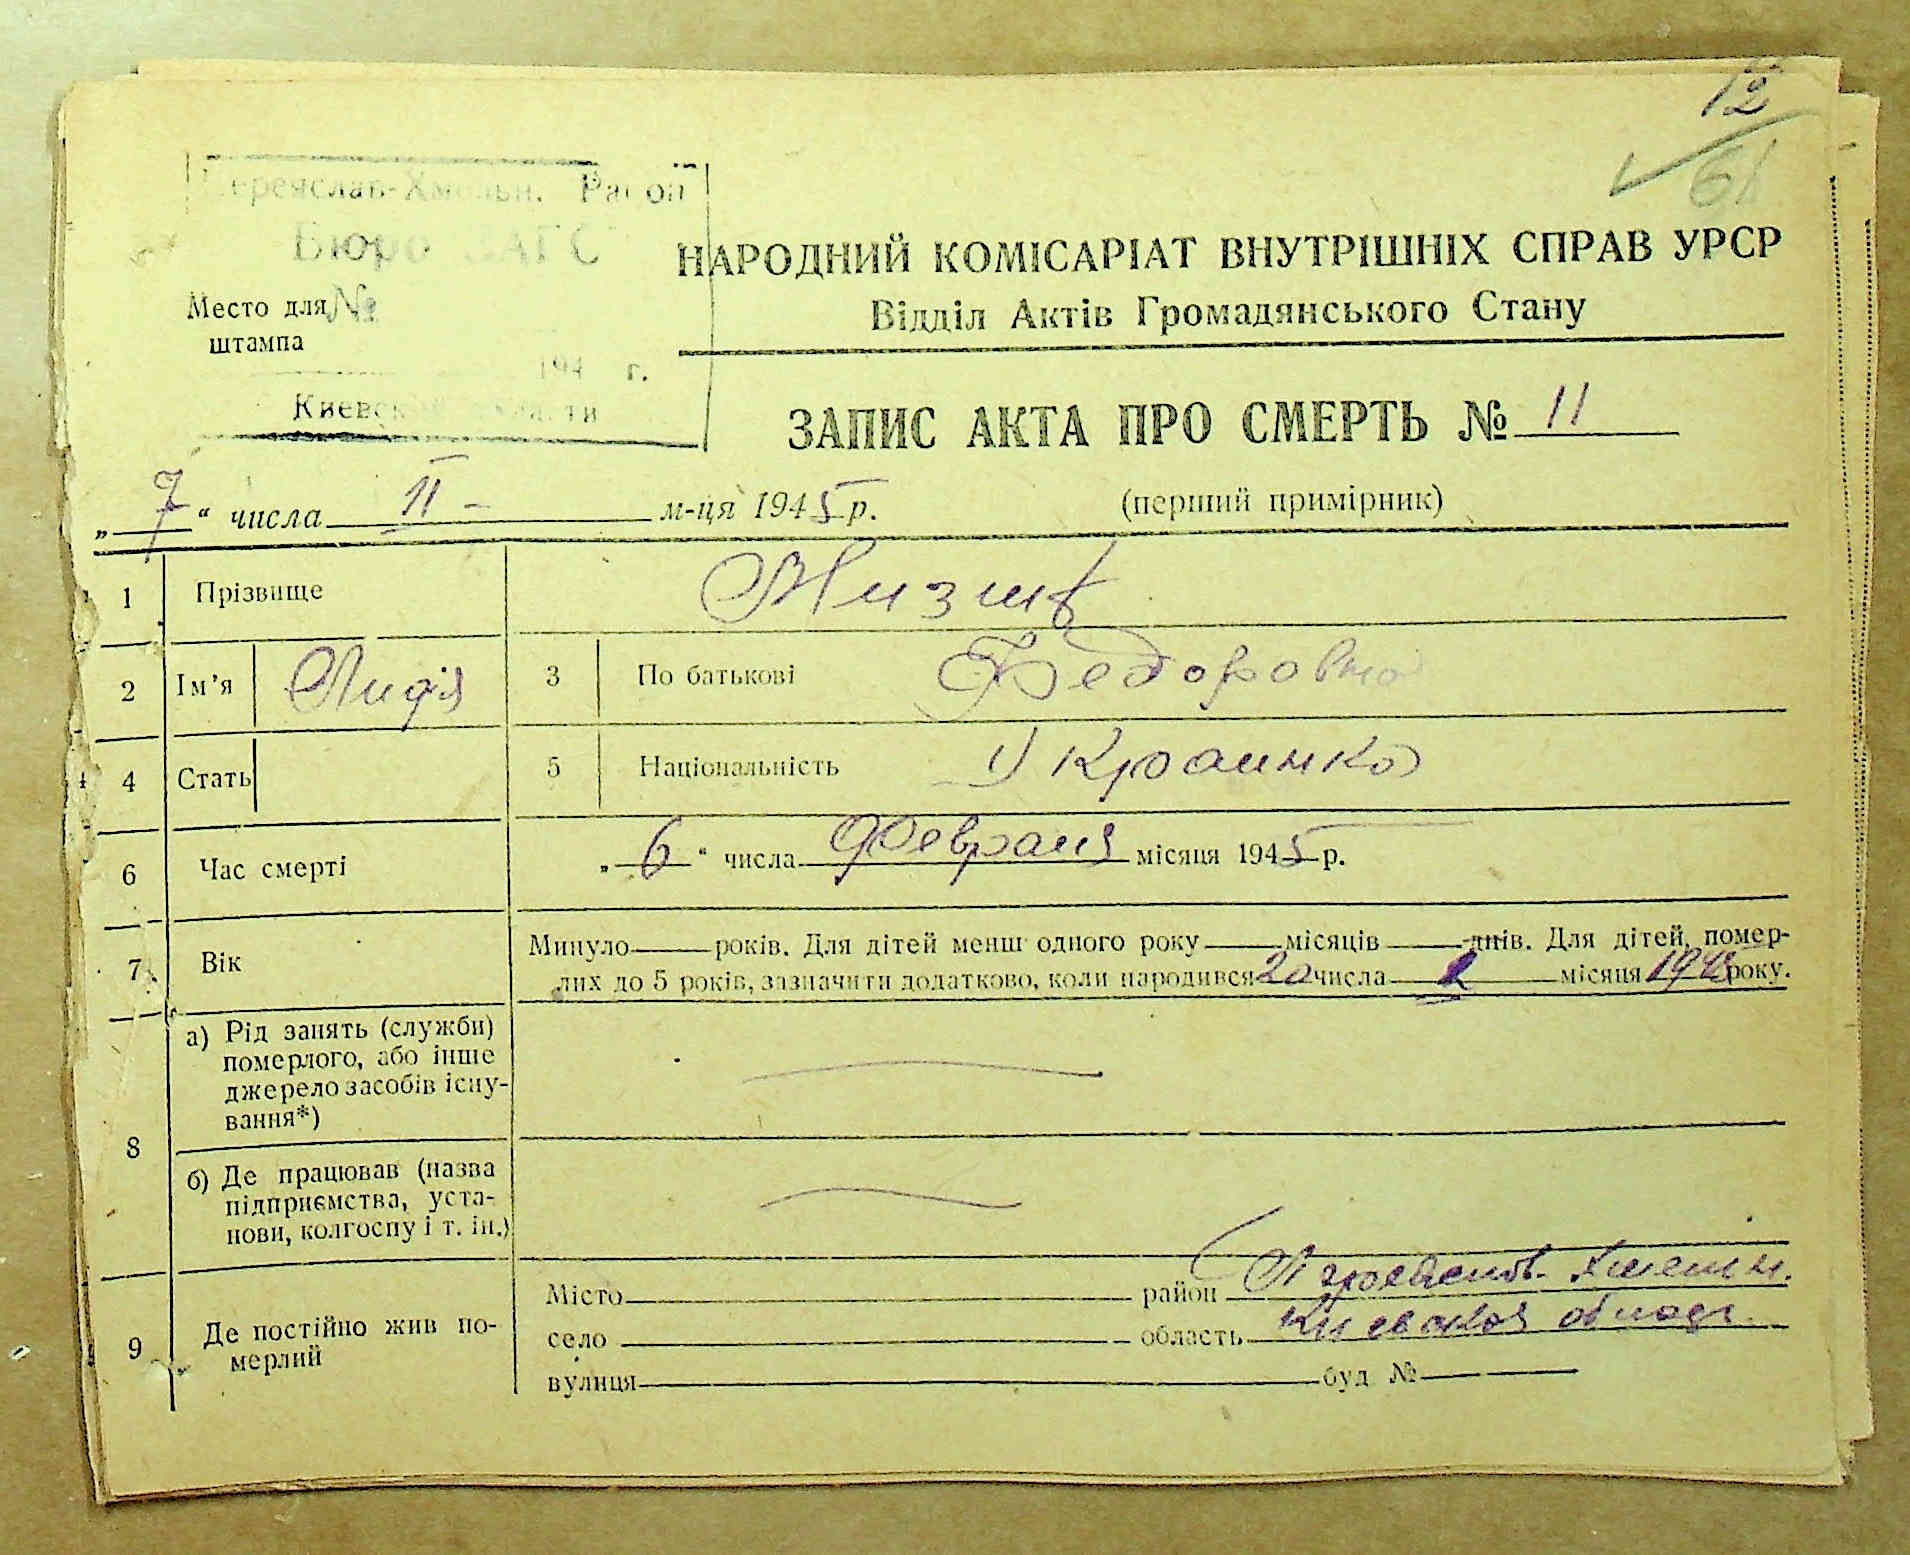 12
61
Переяслав-Хмельн. Район
Бюро ЗАГС
Место для №
штампа
194 г.
Киевской области
НАРОДНИЙ КОМІСАРІАТ ВНУТРІШНІХ СПРАВ УРСР
Відділ Актів Громадянського Стану
ЗАПИС АКТА ПРО СМЕРТЬ № 11
„7“ числа II м-ця 1945 р. (перший примірник)
1 Прізвище
2 Ім'я Лидія 3 По батькові Федоровна
4 Стать 5 Національність Украинка
6 Час смерті „6“ числа Февраля місяця 1945 р.
7 Вік Минуло років. Для дітей менш одного року місяців днів. Для дітей, помер-
лих до 5 років, зазначити додатково, коли народився 20 числа місяця року.
8 а) Рід занять (служби)
померлого, або інше
джерело засобів існу-
вання*)
б) Де працював (назва
підприємства, уста-
нови, колгоспу і т. ін.)
9 Де постійно жив по-
мерлий
Місто район
село область Киевская
вулиця буд №